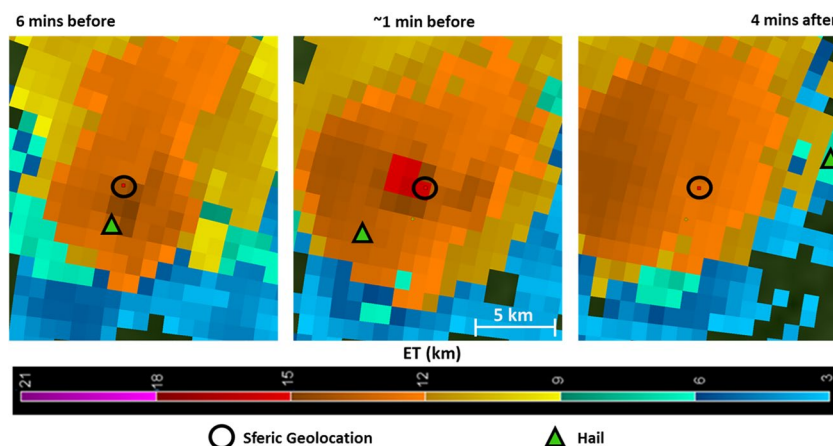 6 mins before
~1 min before
4 mins after
5 km
ET (km)
21 18 15 12 9 6 3
Sferic Geolocation
Hail